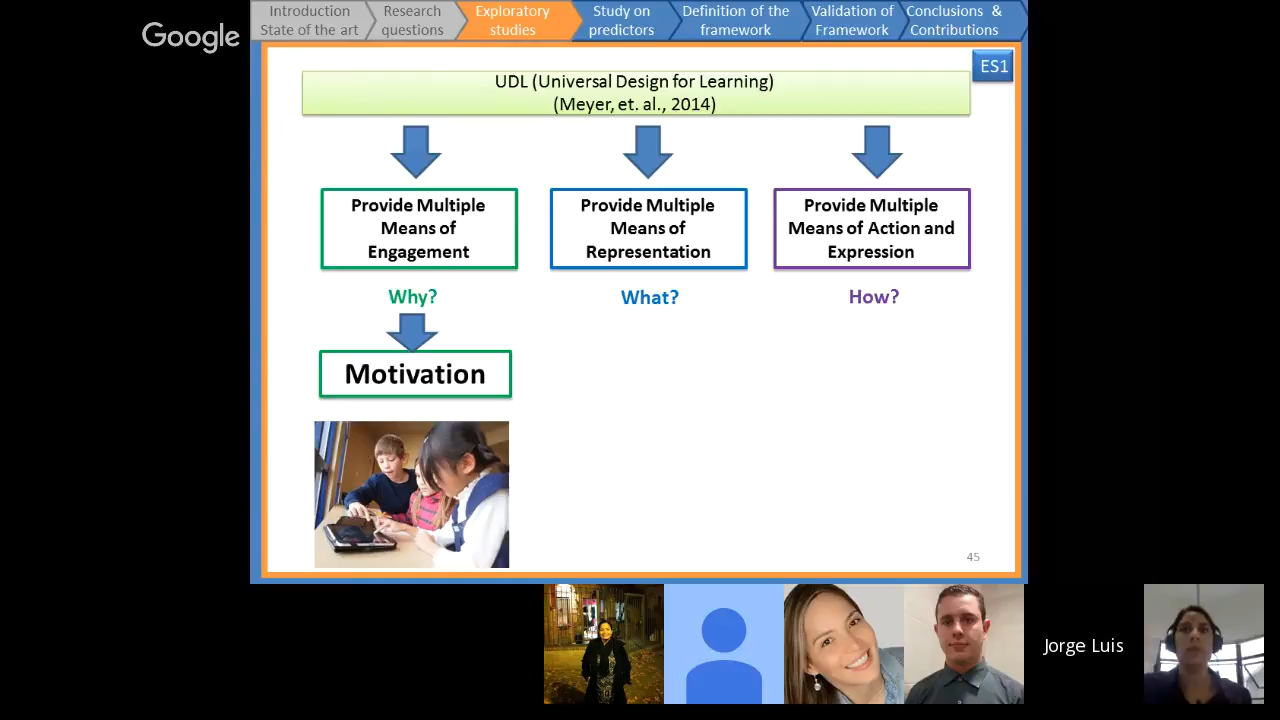 Google
Introduction
State of the art
Research
questions
Exploratory
studies
Study on
predictors
Definition of the
framework
Validation of
Framework
Conclusions &
Contributions
ES1
UDL (Universal Design for Learning)
(Meyer, et. al., 2014)
Provide Multiple
Means of
Engagement
Provide Multiple
Means of
Representation
Provide Multiple
Means of Action and
Expression
Why?
What?
How?
Motivation
45
Jorge Luis